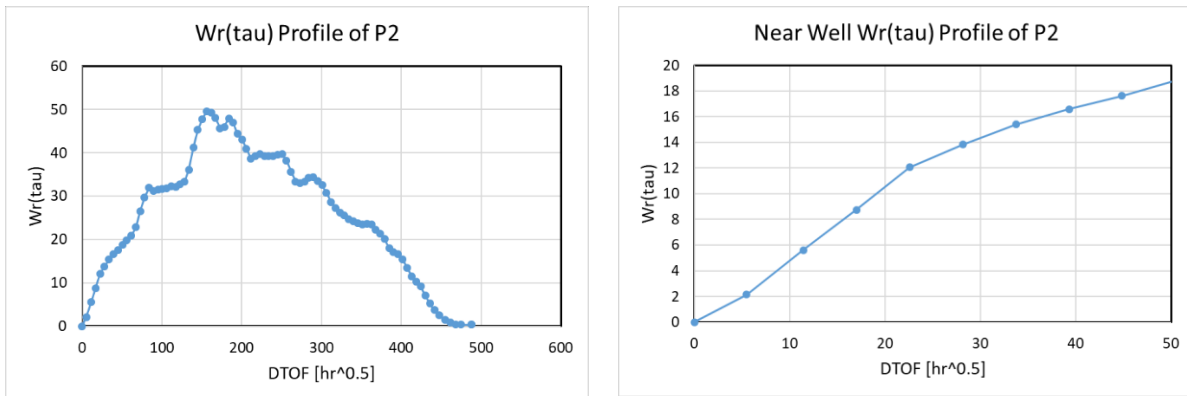 Wr(tau) Profile of P2
60
50
40
30
20
10
0
Wr(tau)
0 100 200 300 400 500 600
DTOF [hr^0.5]
Near Well Wr(tau) Profile of P2
20
18
16
14
12
10
8
6
4
2
0
Wr(tau)
0 10 20 30 40 50
DTOF [hr^0.5]